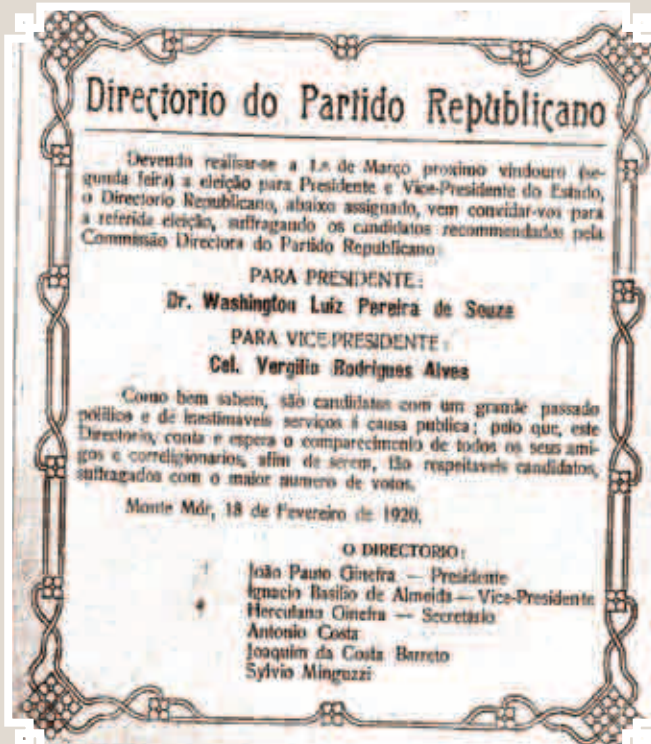 Directorio do Partido Republicano
Devendo realisar-se a 1.º de Março proximo vindouro (se-
gunda feira) a eleição para Presidente e Vice-Presidente do Estado,
o Directorio Republicano, abaixo assignado, vem convidar-vos para
a referida eleição, suffragando os candidatos recommendados pela
Commissão Directora do Partido Republicano:
PARA PRESIDENTE:
Dr. Washington Luiz Pereira de Souza
PARA VICE-PRESIDENTE:
Cel. Vergilio Rodrigues Alves
Como bem sabem, são candidatos com um grande passado
politico e de inestimaveis serviços á causa publica; pelo que, este
Directorio, conta e espera o comparecimento de todos os seus ami-
gos e correligionarios, afim de serem, tão respeitaveis candidatos,
suffragados com o maior numero de votos.
Monte Mór, 18 de Fevereiro de 1920.
O DIRECTORIO:
João Paulo Ginefra — Presidente
Ignacio Basilio de Almeida — Vice-Presidente
Herculano Ginefra — Secretario
Antonio Costa
Joaquim da Costa Barreto
Sylvio Minguzzi